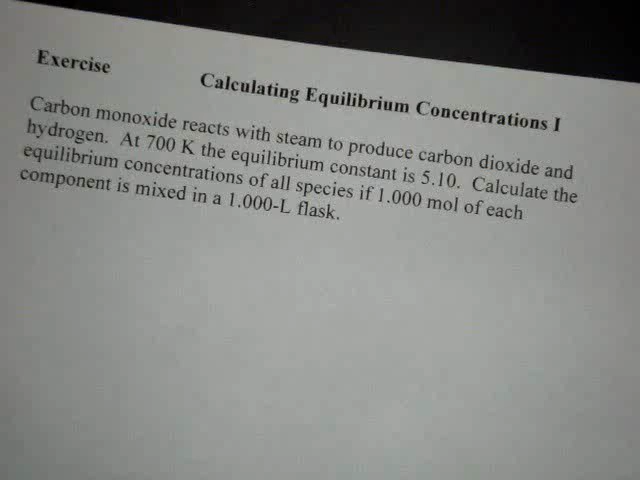 Exercise
Calculating Equilibrium Concentrations I
Carbon monoxide reacts with steam to produce carbon dioxide and
hydrogen. At 700 K the equilibrium constant is 5.10. Calculate the
equilibrium concentrations of all species if 1.000 mol of each
component is mixed in a 1.000-L flask.